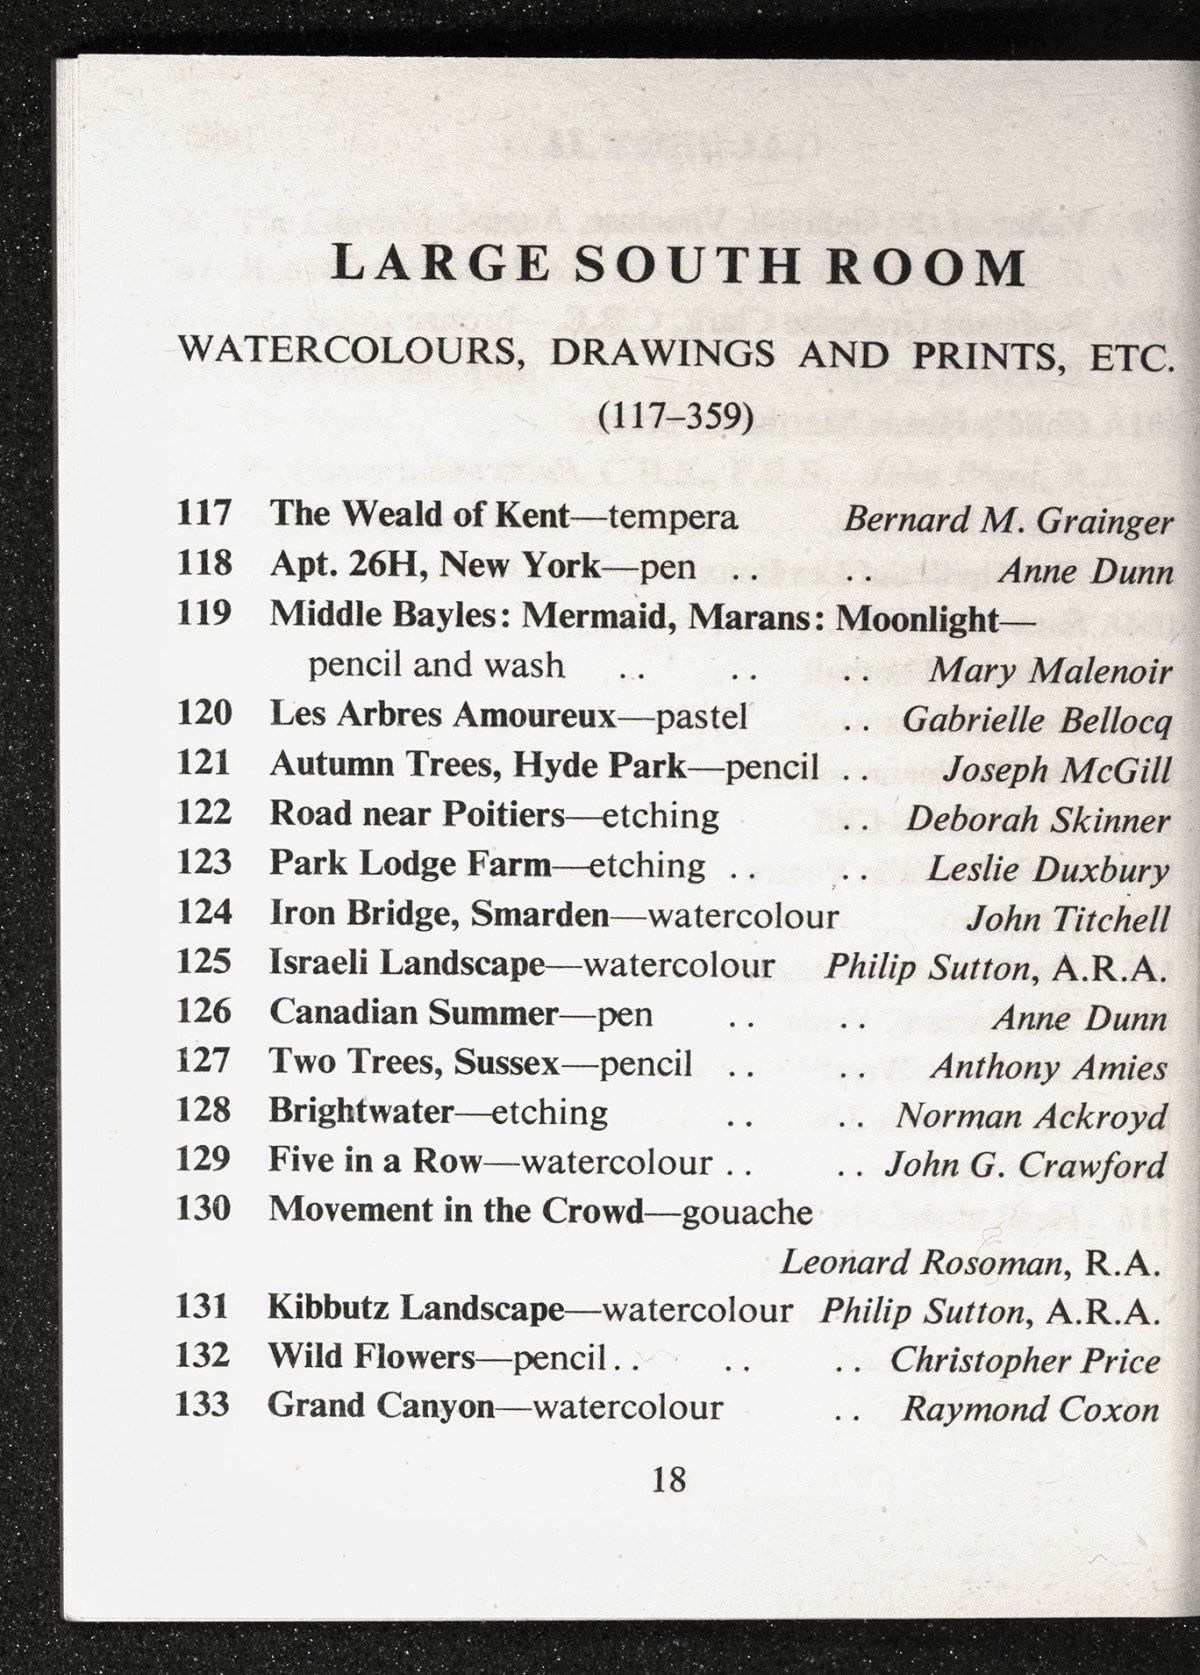 LARGE SOUTH ROOM
WATERCOLOURS, DRAWINGS AND PRINTS, ETC.
(117–359)
117 The Weald of Kent—tempera Bernard M. Grainger
118 Apt. 26H, New York—pen .. .. Anne Dunn
119 Middle Bayles: Mermaid, Marans: Moonlight—
pencil and wash .. .. .. Mary Malenoir
120 Les Arbres Amoureux—pastel .. Gabrielle Bellocq
121 Autumn Trees, Hyde Park—pencil .. Joseph McGill
122 Road near Poitiers—etching .. Deborah Skinner
123 Park Lodge Farm—etching .. .. Leslie Duxbury
124 Iron Bridge, Smarden—watercolour John Titchell
125 Israeli Landscape—watercolour Philip Sutton, A.R.A.
126 Canadian Summer—pen .. .. Anne Dunn
127 Two Trees, Sussex—pencil .. .. Anthony Amies
128 Brightwater—etching .. .. Norman Ackroyd
129 Five in a Row—watercolour .. .. John G. Crawford
130 Movement in the Crowd—gouache
Leonard Rosoman, R.A.
131 Kibbutz Landscape—watercolour Philip Sutton, A.R.A.
132 Wild Flowers—pencil .. .. .. Christopher Price
133 Grand Canyon—watercolour .. Raymond Coxon
18